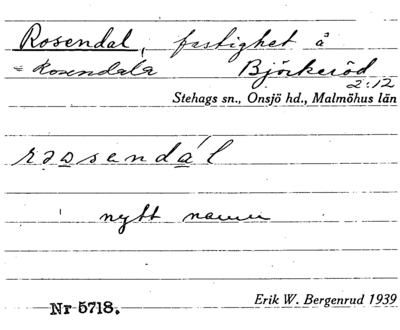 Rosendal, fastighet å
= Rosendala Björkeröd
2:12
Stehags sn., Onsjö hd., Malmöhus län
rɷsendál
nytt namn
Nr 5718.
Erik W. Bergenrud 1939